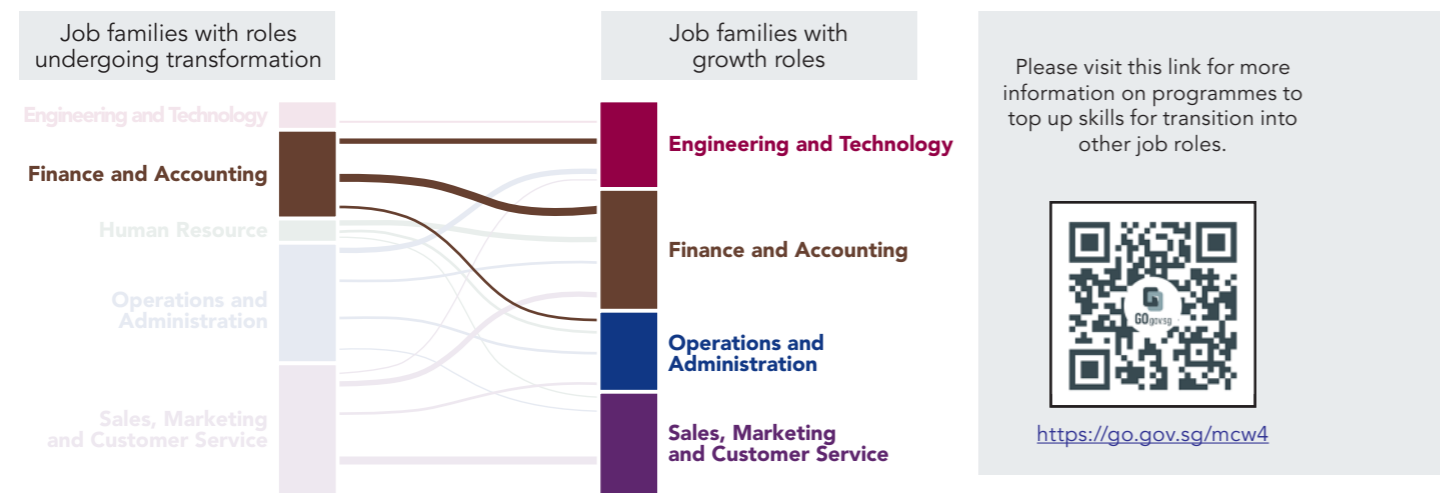 Job families with roles
undergoing transformation
Engineering and Technology
Finance and Accounting
Human Resource
Operations and
Administration
Sales, Marketing
and Customer Service
Job families with
growth roles
Engineering and Technology
Finance and Accounting
Operations and
Administration
Sales, Marketing
and Customer Service
Please visit this link for more
information on programmes to
top up skills for transition into
other job roles.
GOgovsg
https://go.gov.sg/mcw4